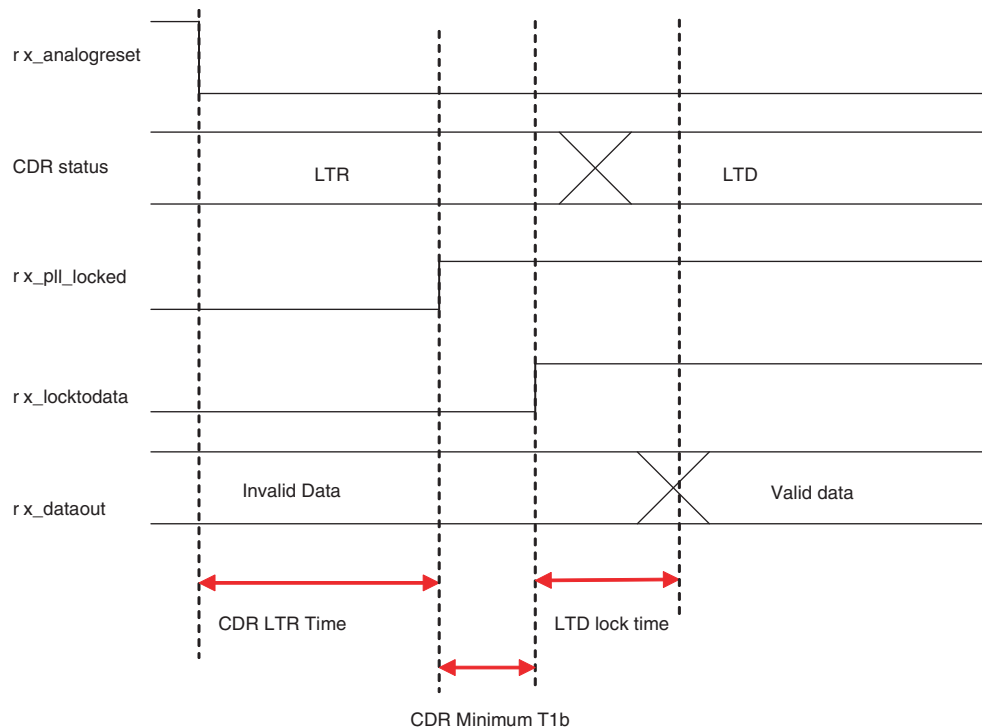 r x_analogreset
CDR status
LTR
LTD
r x_pll_locked
r x_locktodata
Invalid Data
Valid data
r x_dataout
CDR LTR Time
LTD lock time
CDR Minimum T1b